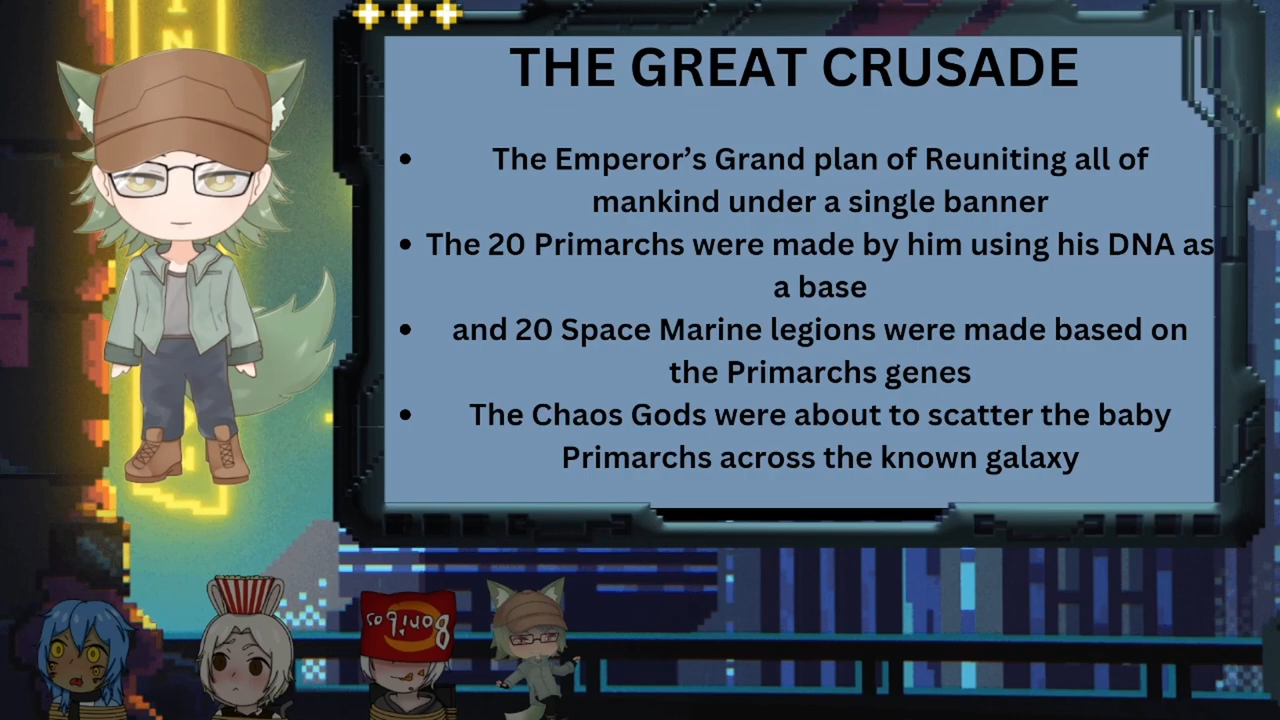 I
N
THE GREAT CRUSADE
• The Emperor’s Grand plan of Reuniting all of
mankind under a single banner
• The 20 Primarchs were made by him using his DNA as
a base
• and 20 Space Marine legions were made based on
the Primarchs genes
• The Chaos Gods were about to scatter the baby
Primarchs across the known galaxy